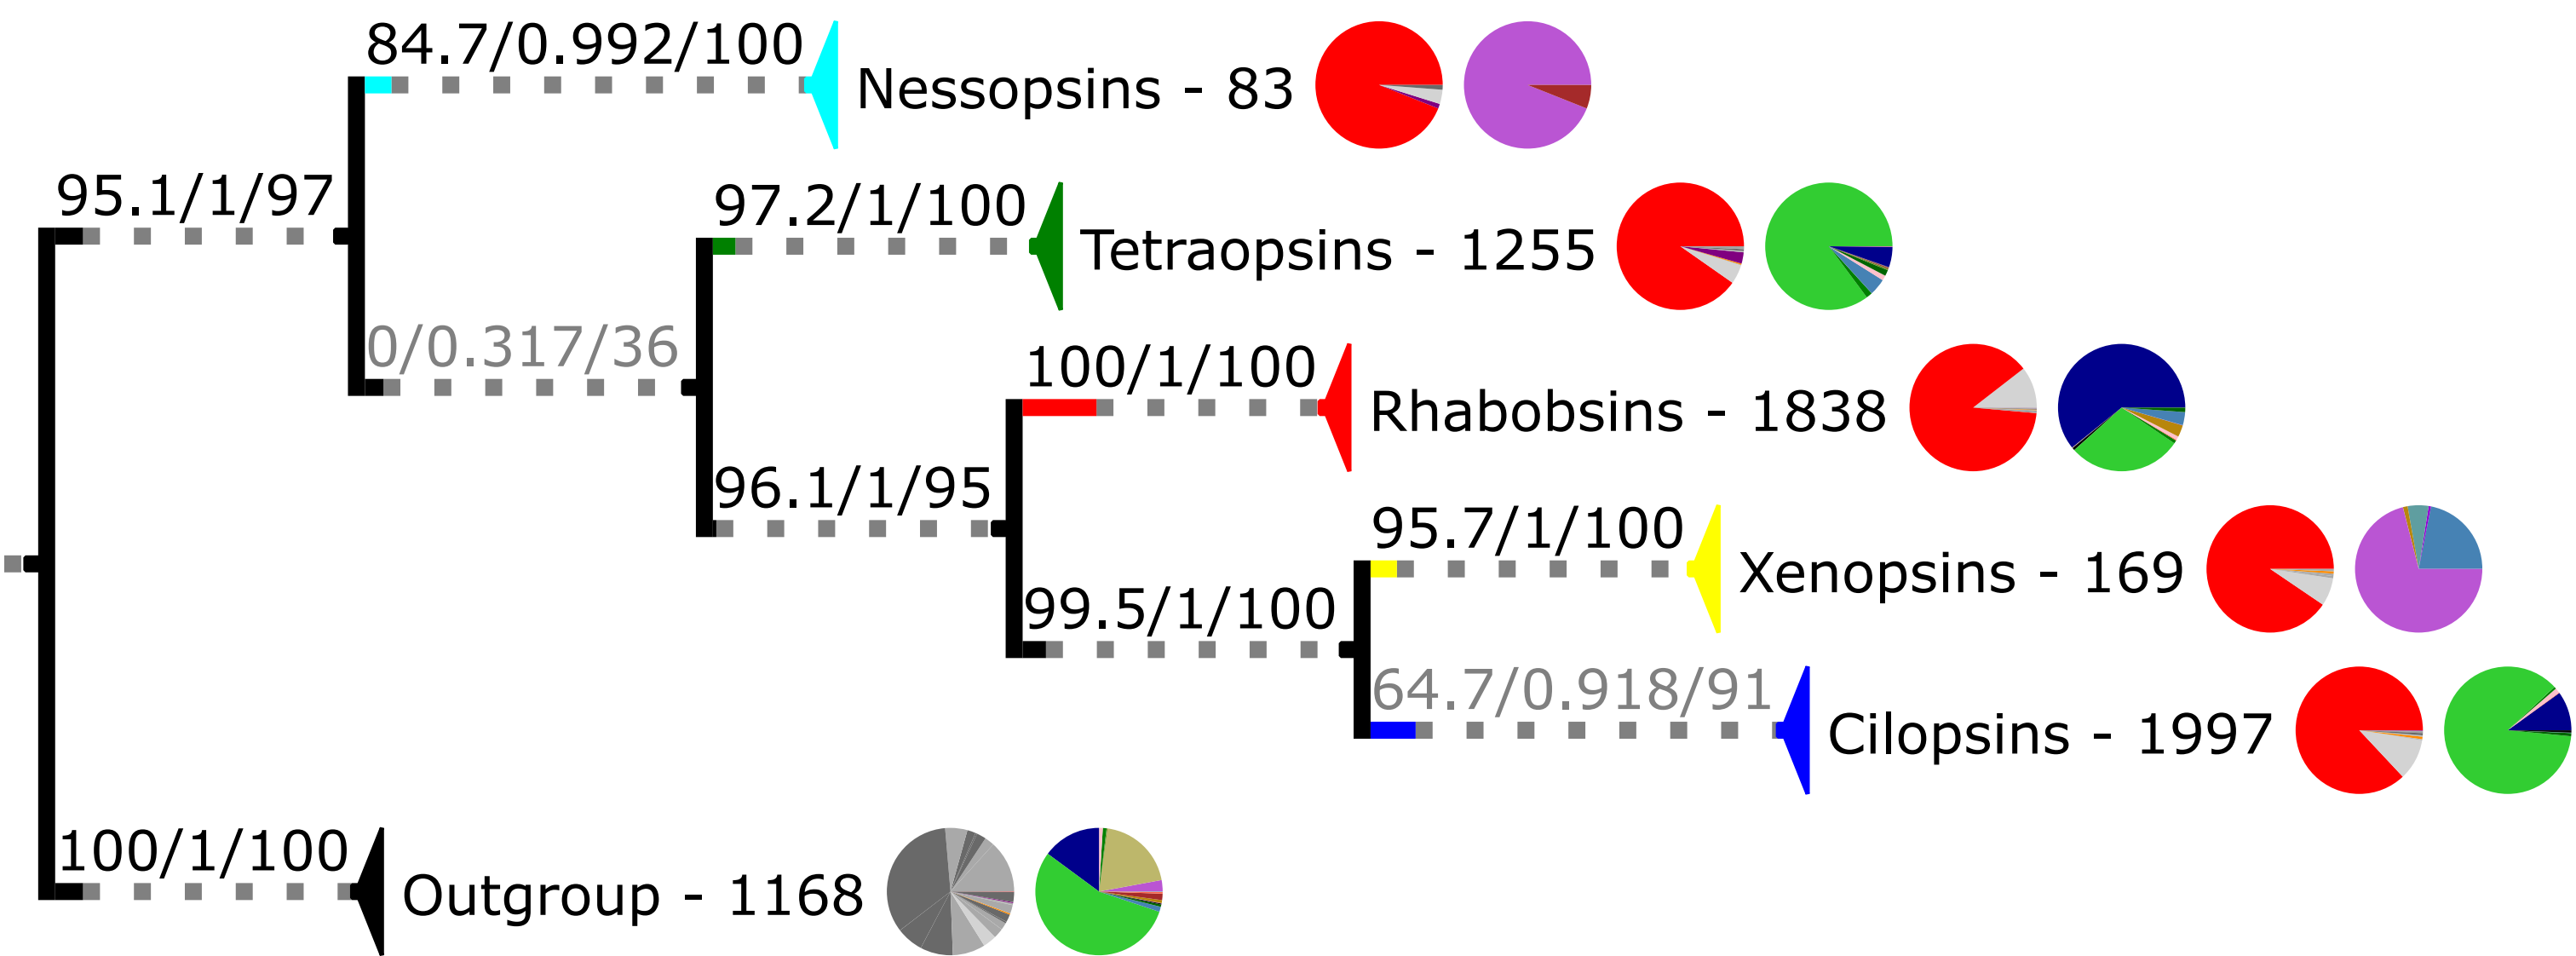 84.7/0.992/100
Nessopsins - 83
95.1/1/97
97.2/1/100
Tetraopsins - 1255
0/0.317/36
100/1/100
Rhabobsins - 1838
96.1/1/95
95.7/1/100
Xenopsins - 169
99.5/1/100
64.7/0.918/91
Cilopsins - 1997
100/1/100
Outgroup - 1168